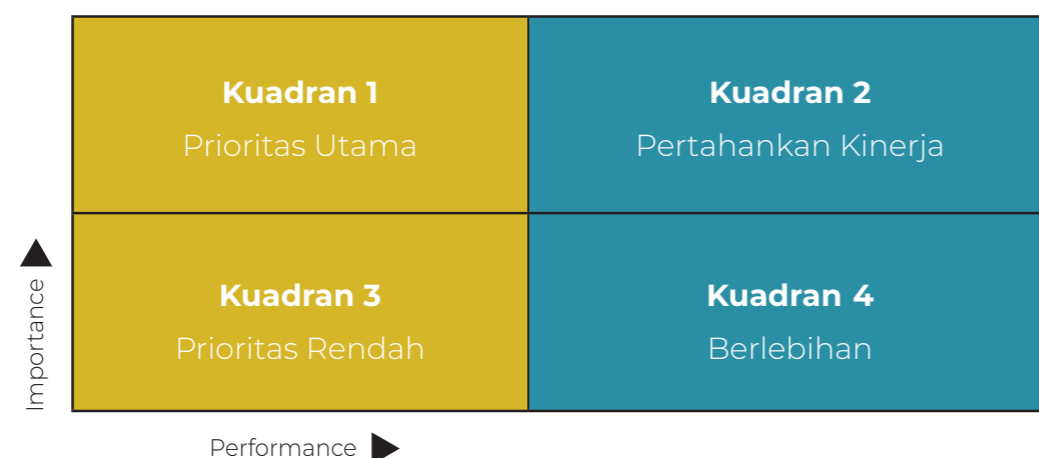 Kuadran 1
Prioritas Utama
Kuadran 2
Pertahankan Kinerja
Kuadran 3
Prioritas Rendah
Kuadran 4
Berlebihan
Importance
Performance